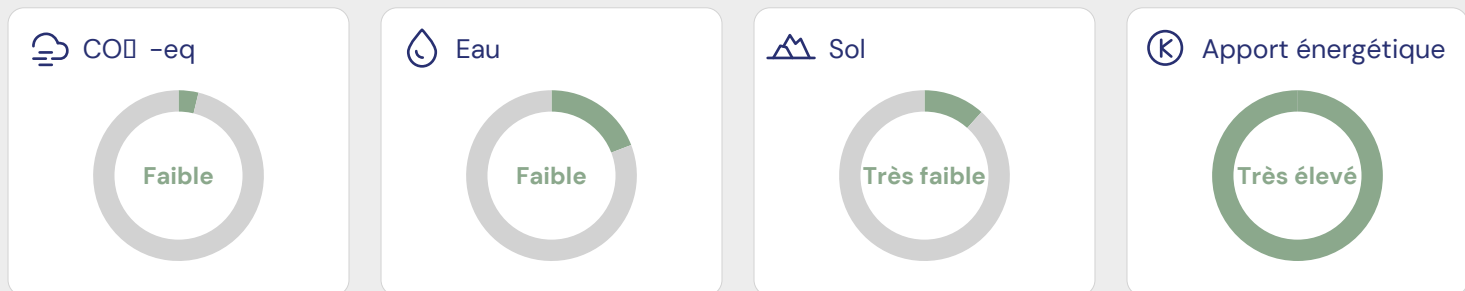 CO▯ -eq
Eau
Sol
Apport énergétique
Faible
Faible
Très faible
Très élevé